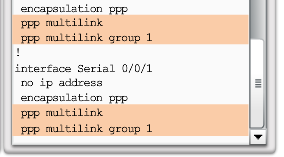 encapsulation ppp
ppp multilink
ppp multilink group 1
!
interface Serial 0/0/1
no ip address
encapsulation ppp
ppp multilink
ppp multilink group 1